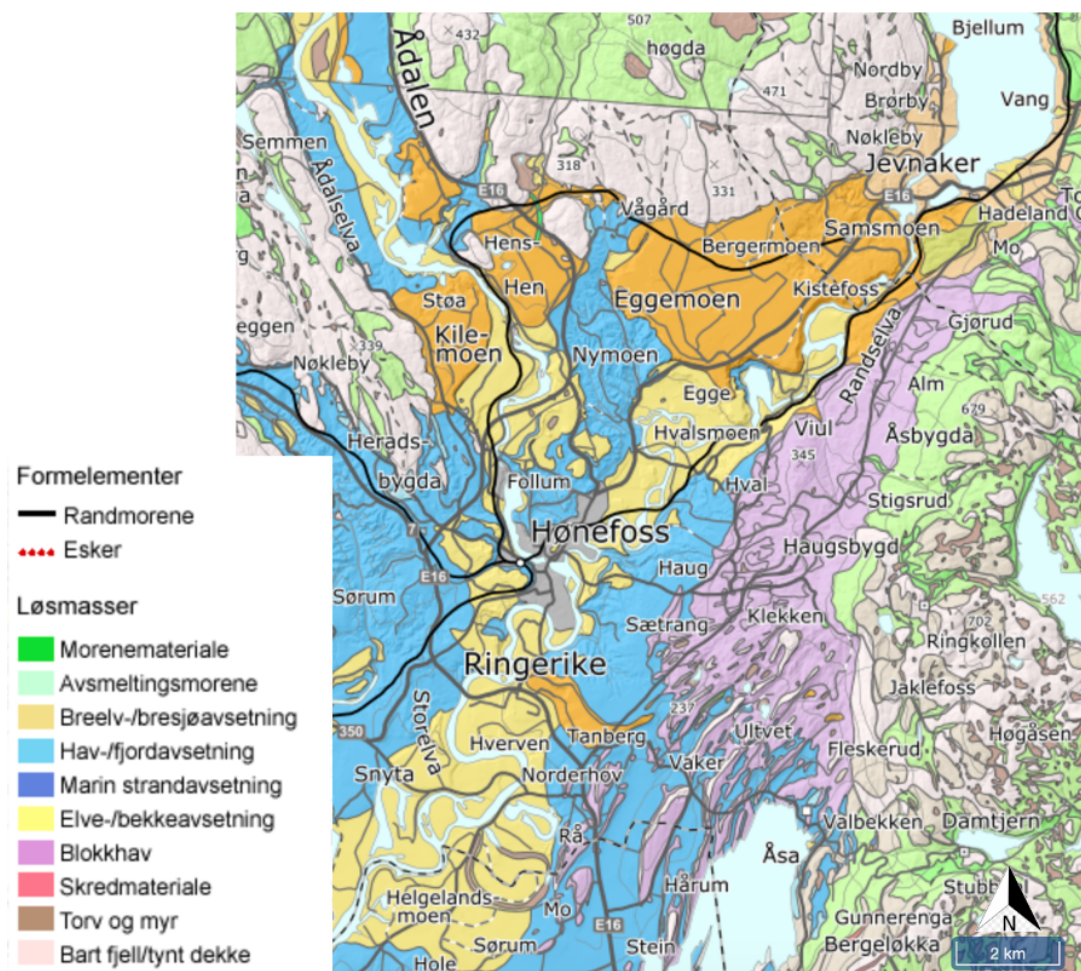 507
høgda
432
Ådalen
471
Bjellum
Nordby
Brørby
Vang
Nøkleby
Jevnaker
Semmen
Ådalselva
318
331
E16
E16
Vågård
Hadeland
Samsmoen
Bergermoen
Mo
Hens-
Hen
Kistefoss
Støa
Eggemoen
Kile-
moen
Gjørud
eggen
Nøkleby
339
Nymoen
Randselva
Alm
Egge
679
Herads-
bygda
Hvalsmoen
Viul
Åsbygda
345
Follum
Hval
Stigsrud
Hønefoss
7
Haugsbygd
E16
Haug
Sørum
562
Klekken
Sætrang
702
Ringkollen
Ringerike
Jaklefoss
237
Storelva
350
Hverven
Tanberg
Ultvet
Høgåsen
Fleskerud
Snyta
Norderhov
Vaker
Rå
Valbekken
Damtjern
Åsa
Hårum
Helgelands-
moen
Mo
Gunnerenga
E16
Sørum
Stein
Bergeløkka
Hole
N
2 km
Formelementer
Randmorene
Esker
Løsmasser
Morenemateriale
Avsmeltingsmorene
Breelv-/bresjøavsetning
Hav-/fjordavsetning
Marin strandavsetning
Elve-/bekkeavsetning
Blokkhav
Skredmateriale
Torv og myr
Bart fjell/tynt dekke